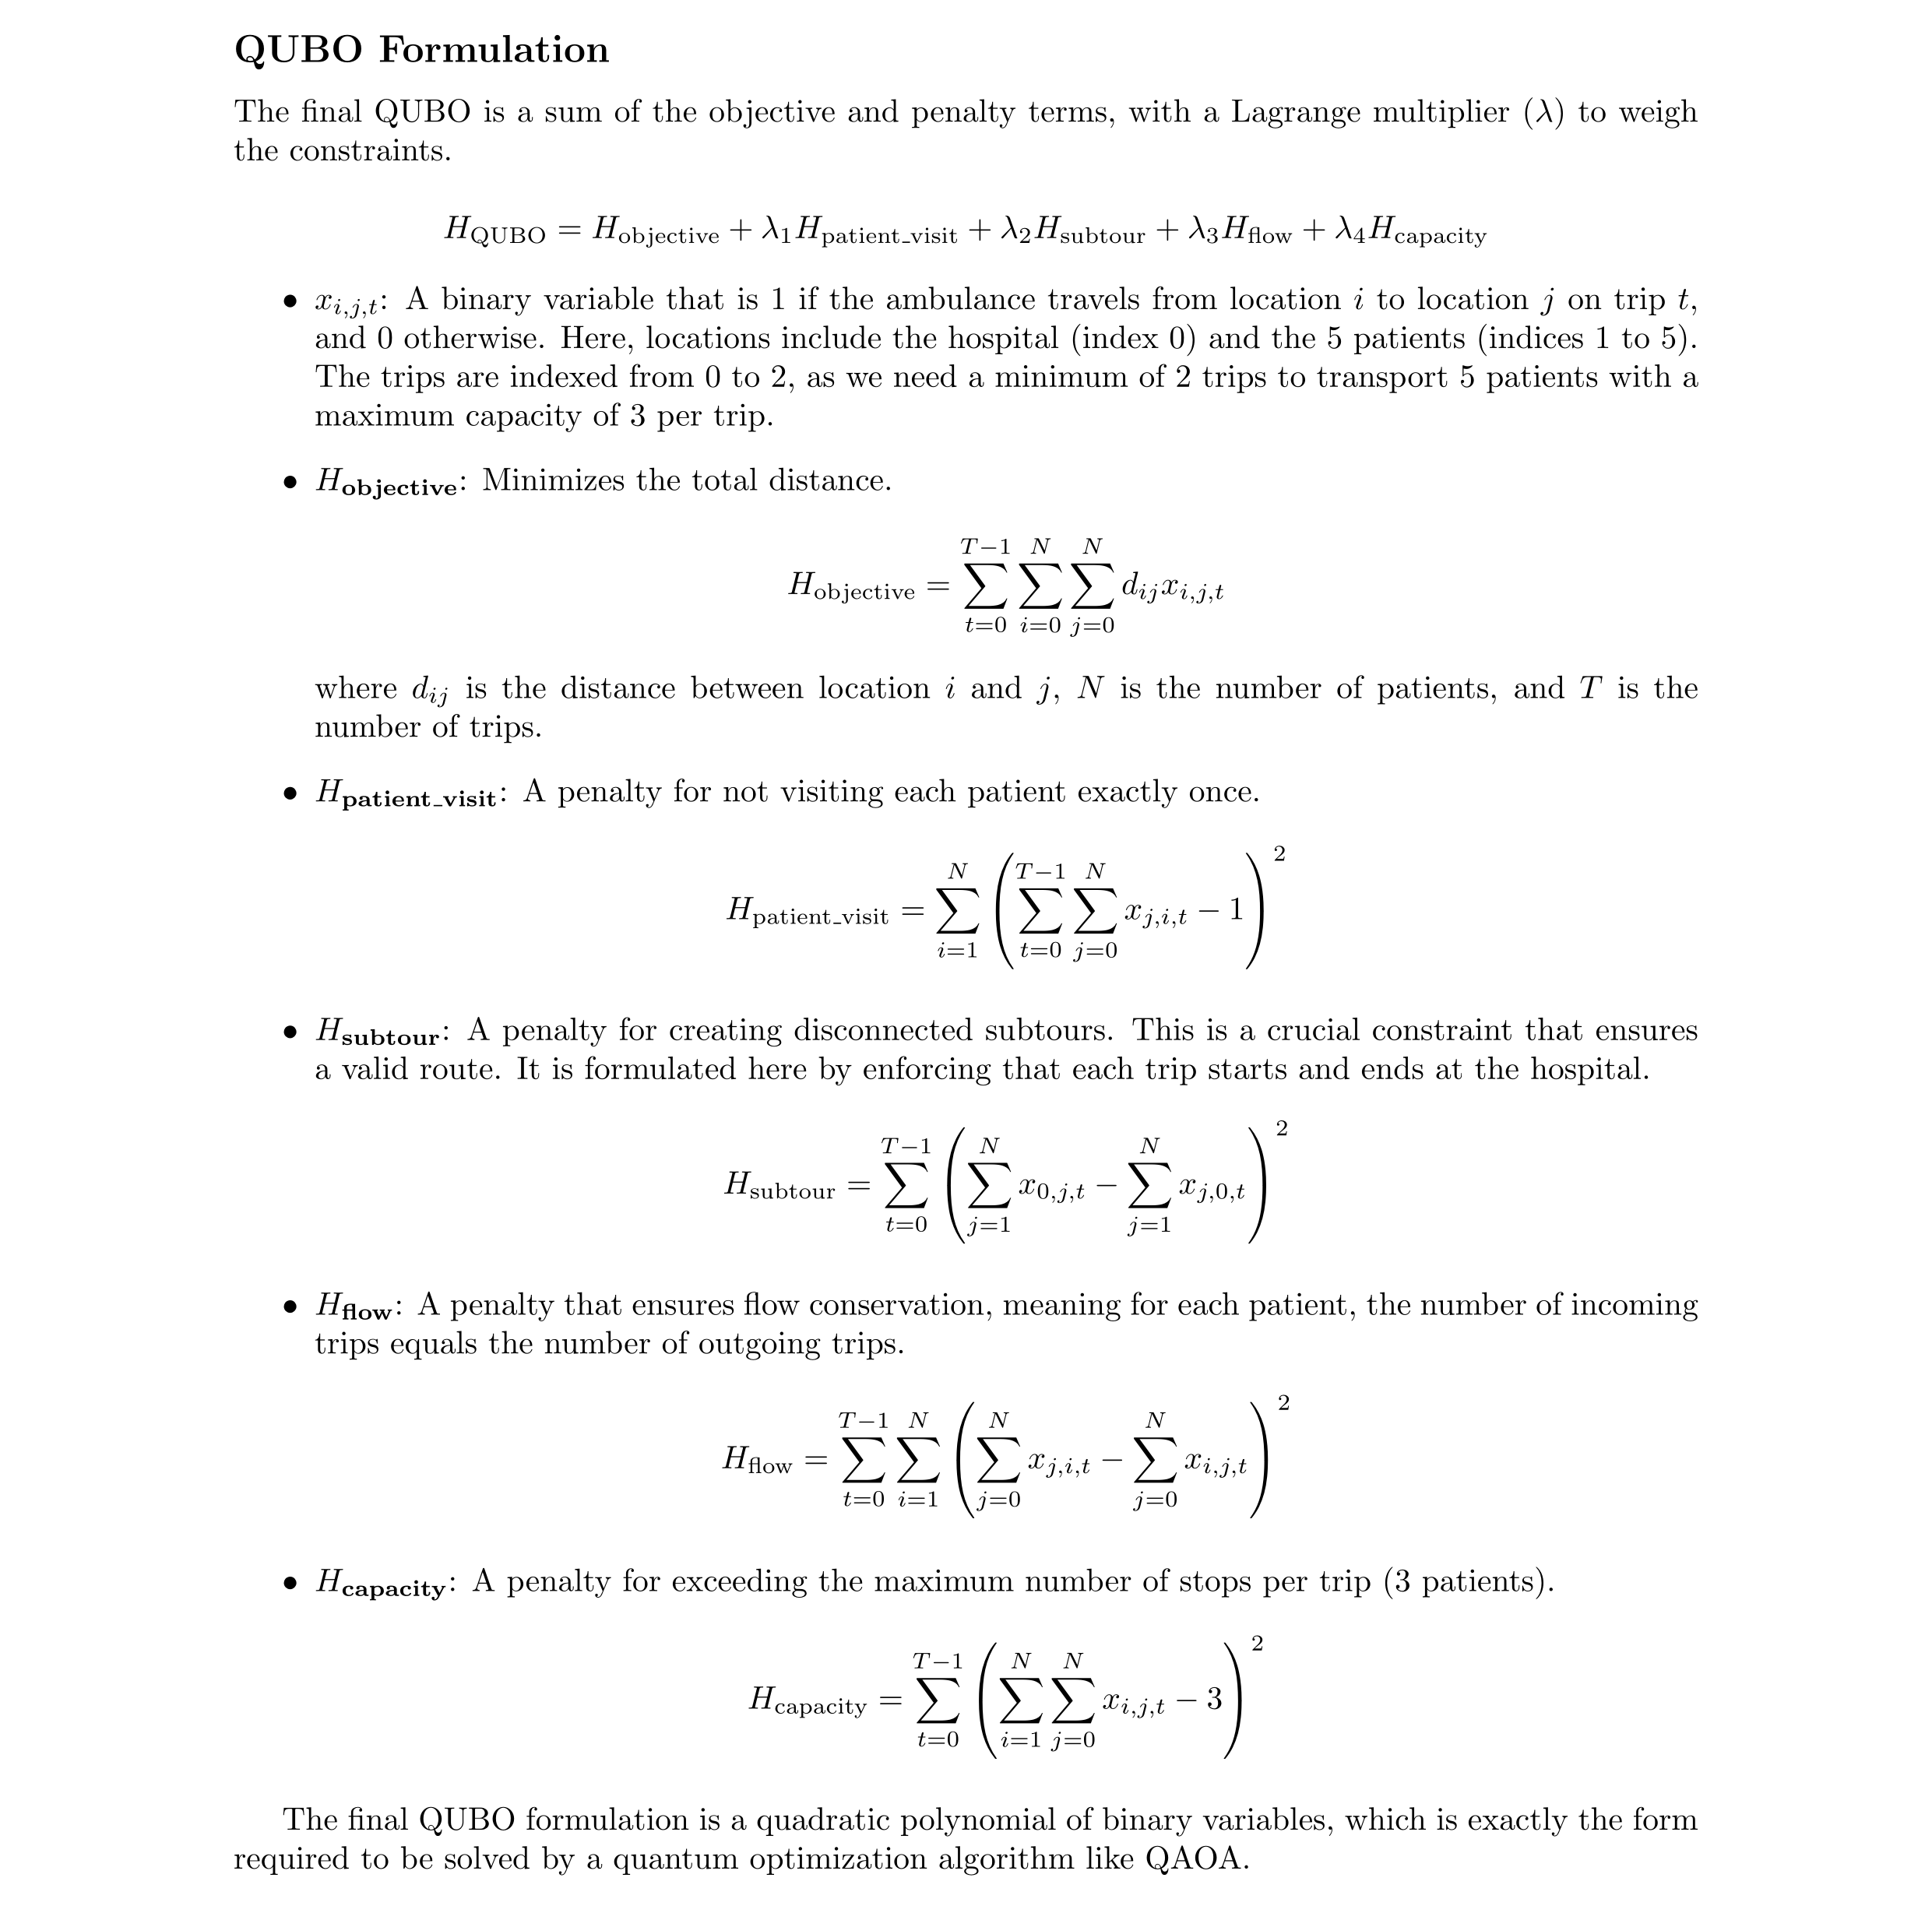 QUBO Formulation
The final QUBO is a sum of the objective and penalty terms, with a Lagrange multiplier (λ) to weigh
the constraints.
$H_{\text{QUBO}} = H_{\text{objective}} + \lambda_1 H_{\text{patient\_visit}} + \lambda_2 H_{\text{subtour}} + \lambda_3 H_{\text{flow}} + \lambda_4 H_{\text{capacity}}$
• $x_{i,j,t}$: A binary variable that is 1 if the ambulance travels from location $i$ to location $j$ on trip $t$,
and 0 otherwise. Here, locations include the hospital (index 0) and the 5 patients (indices 1 to 5).
The trips are indexed from 0 to 2, as we need a minimum of 2 trips to transport 5 patients with a
maximum capacity of 3 per trip.
• $H_{\textbf{objective}}$: Minimizes the total distance.
$H_{\text{objective}} = \sum_{t=0}^{T-1} \sum_{i=0}^{N} \sum_{j=0}^{N} d_{ij} x_{i,j,t}$
where $d_{ij}$ is the distance between location $i$ and $j$, $N$ is the number of patients, and $T$ is the
number of trips.
• $H_{\textbf{patient\_visit}}$: A penalty for not visiting each patient exactly once.
$H_{\text{patient\_visit}} = \sum_{i=1}^{N} \left( \sum_{t=0}^{T-1} \sum_{j=0}^{N} x_{j,i,t} - 1 \right)^2$
• $H_{\textbf{subtour}}$: A penalty for creating disconnected subtours. This is a crucial constraint that ensures
a valid route. It is formulated here by enforcing that each trip starts and ends at the hospital.
$H_{\text{subtour}} = \sum_{t=0}^{T-1} \left( \sum_{j=1}^{N} x_{0,j,t} - \sum_{j=1}^{N} x_{j,0,t} \right)^2$
• $H_{\textbf{flow}}$: A penalty that ensures flow conservation, meaning for each patient, the number of incoming
trips equals the number of outgoing trips.
$H_{\text{flow}} = \sum_{t=0}^{T-1} \sum_{i=1}^{N} \left( \sum_{j=0}^{N} x_{j,i,t} - \sum_{j=0}^{N} x_{i,j,t} \right)^2$
• $H_{\textbf{capacity}}$: A penalty for exceeding the maximum number of stops per trip (3 patients).
$H_{\text{capacity}} = \sum_{t=0}^{T-1} \left( \sum_{i=1}^{N} \sum_{j=0}^{N} x_{i,j,t} - 3 \right)^2$
The final QUBO formulation is a quadratic polynomial of binary variables, which is exactly the form
required to be solved by a quantum optimization algorithm like QAOA.